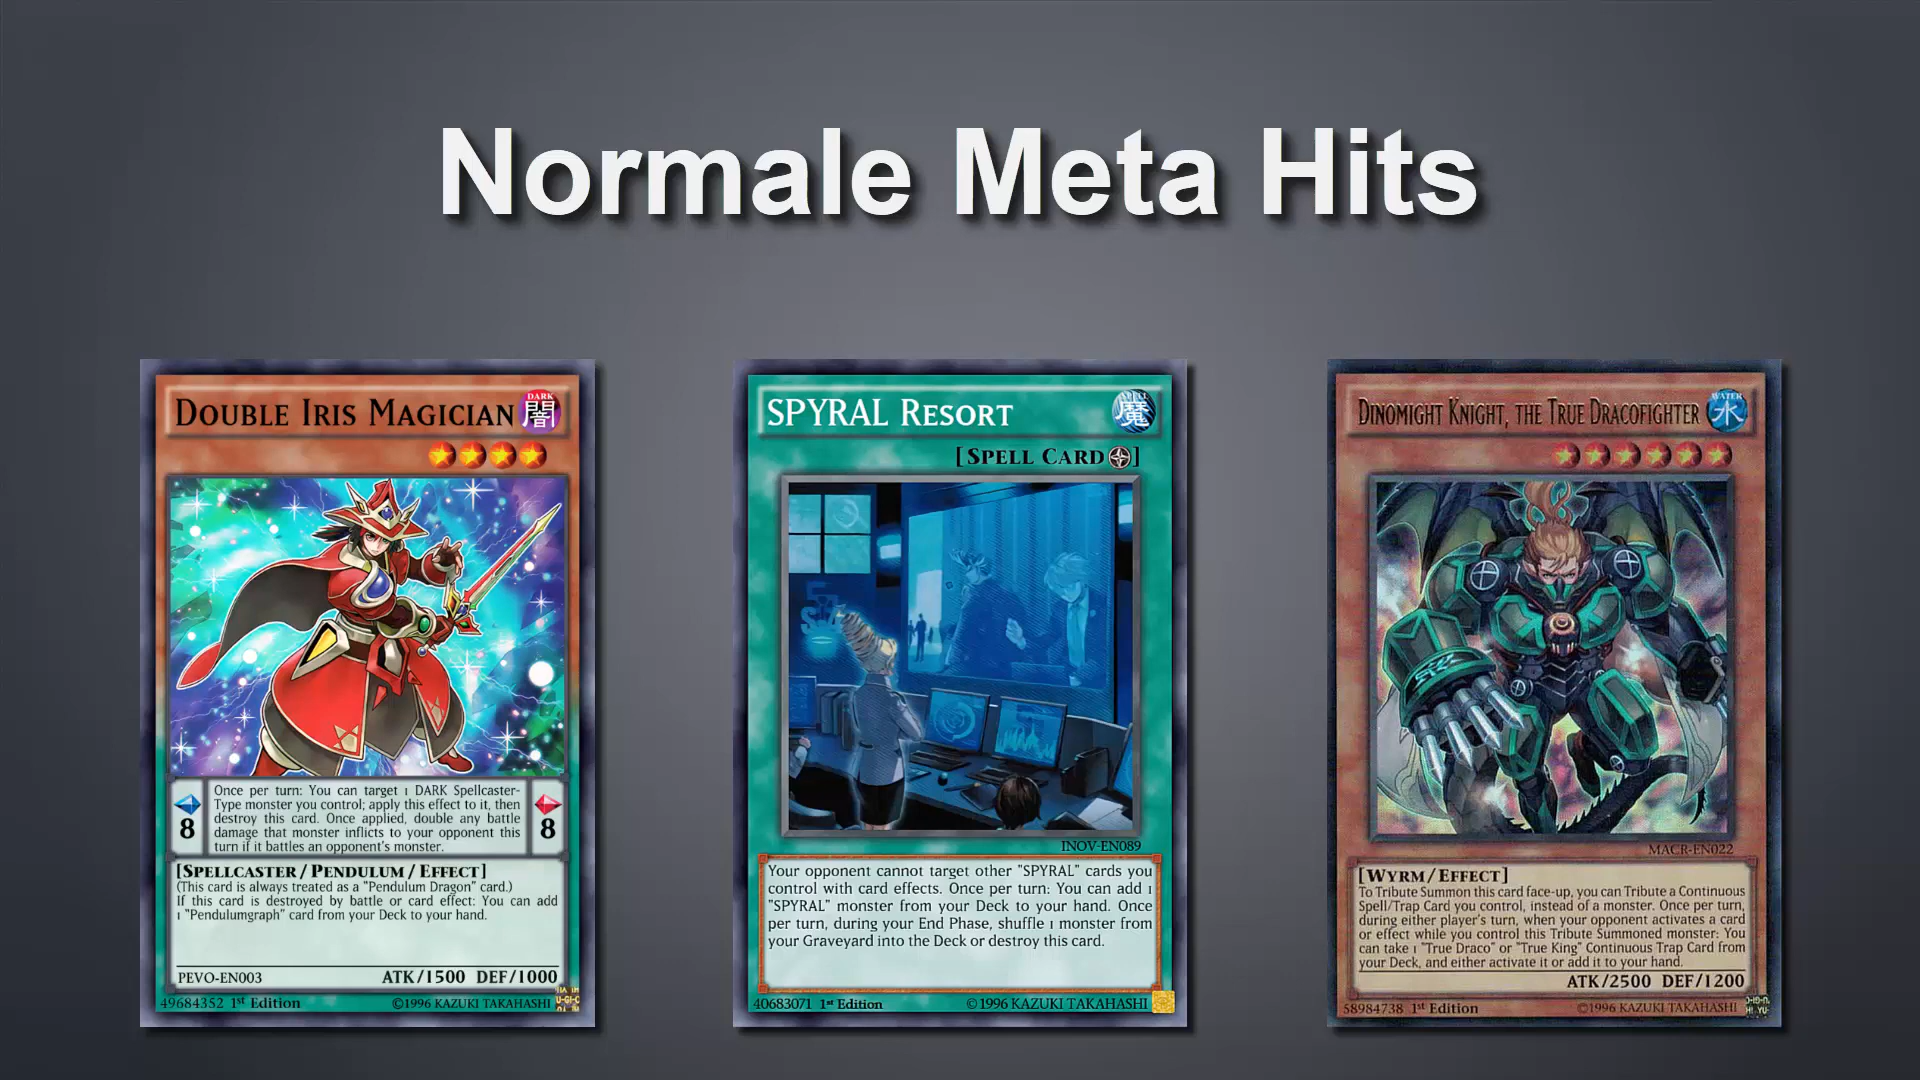 Normale Meta Hits
DOUBLE IRIS MAGICIAN
DARK
闇
Once per turn: You can target 1 DARK Spellcaster-
Type monster you control; apply this effect to it, then
destroy this card. Once applied, double any battle
damage that monster inflicts to your opponent this
turn if it battles an opponent's monster.
8
8
[SPELLCASTER / PENDULUM / EFFECT]
(This card is always treated as a "Pendulum Dragon" card.)
If this card is destroyed by battle or card effect: You can add
1 "Pendulumgraph" card from your Deck to your hand.
PEVO-EN003 ATK/1500 DEF/1000
49684352 1st Edition ©1996 KAZUKI TAKAHASHI
SPYRAL RESORT
SPELL
魔
[SPELL CARD]
INOV-EN089
Your opponent cannot target other "SPYRAL" cards you
control with card effects. Once per turn: You can add 1
"SPYRAL" monster from your Deck to your hand. Once
per turn, during your End Phase, shuffle 1 monster from
your Graveyard into the Deck or destroy this card.
40683071 1st Edition ©1996 KAZUKI TAKAHASHI
DINOMIGHT KNIGHT, THE TRUE DRACOFIGHTER
WATER
水
MACR-EN022
[WYRM/EFFECT]
To Tribute Summon this card face-up, you can Tribute a Continuous
Spell/Trap Card you control, instead of a monster. Once per turn,
during either player's turn, when your opponent activates a card
or effect while you control this Tribute Summoned monster: You
can take 1 "True Draco" or "True King" Continuous Trap Card from
your Deck, and either activate it or add it to your hand.
ATK/2500 DEF/1200
58984738 1st Edition ©1996 KAZUKI TAKAHASHI